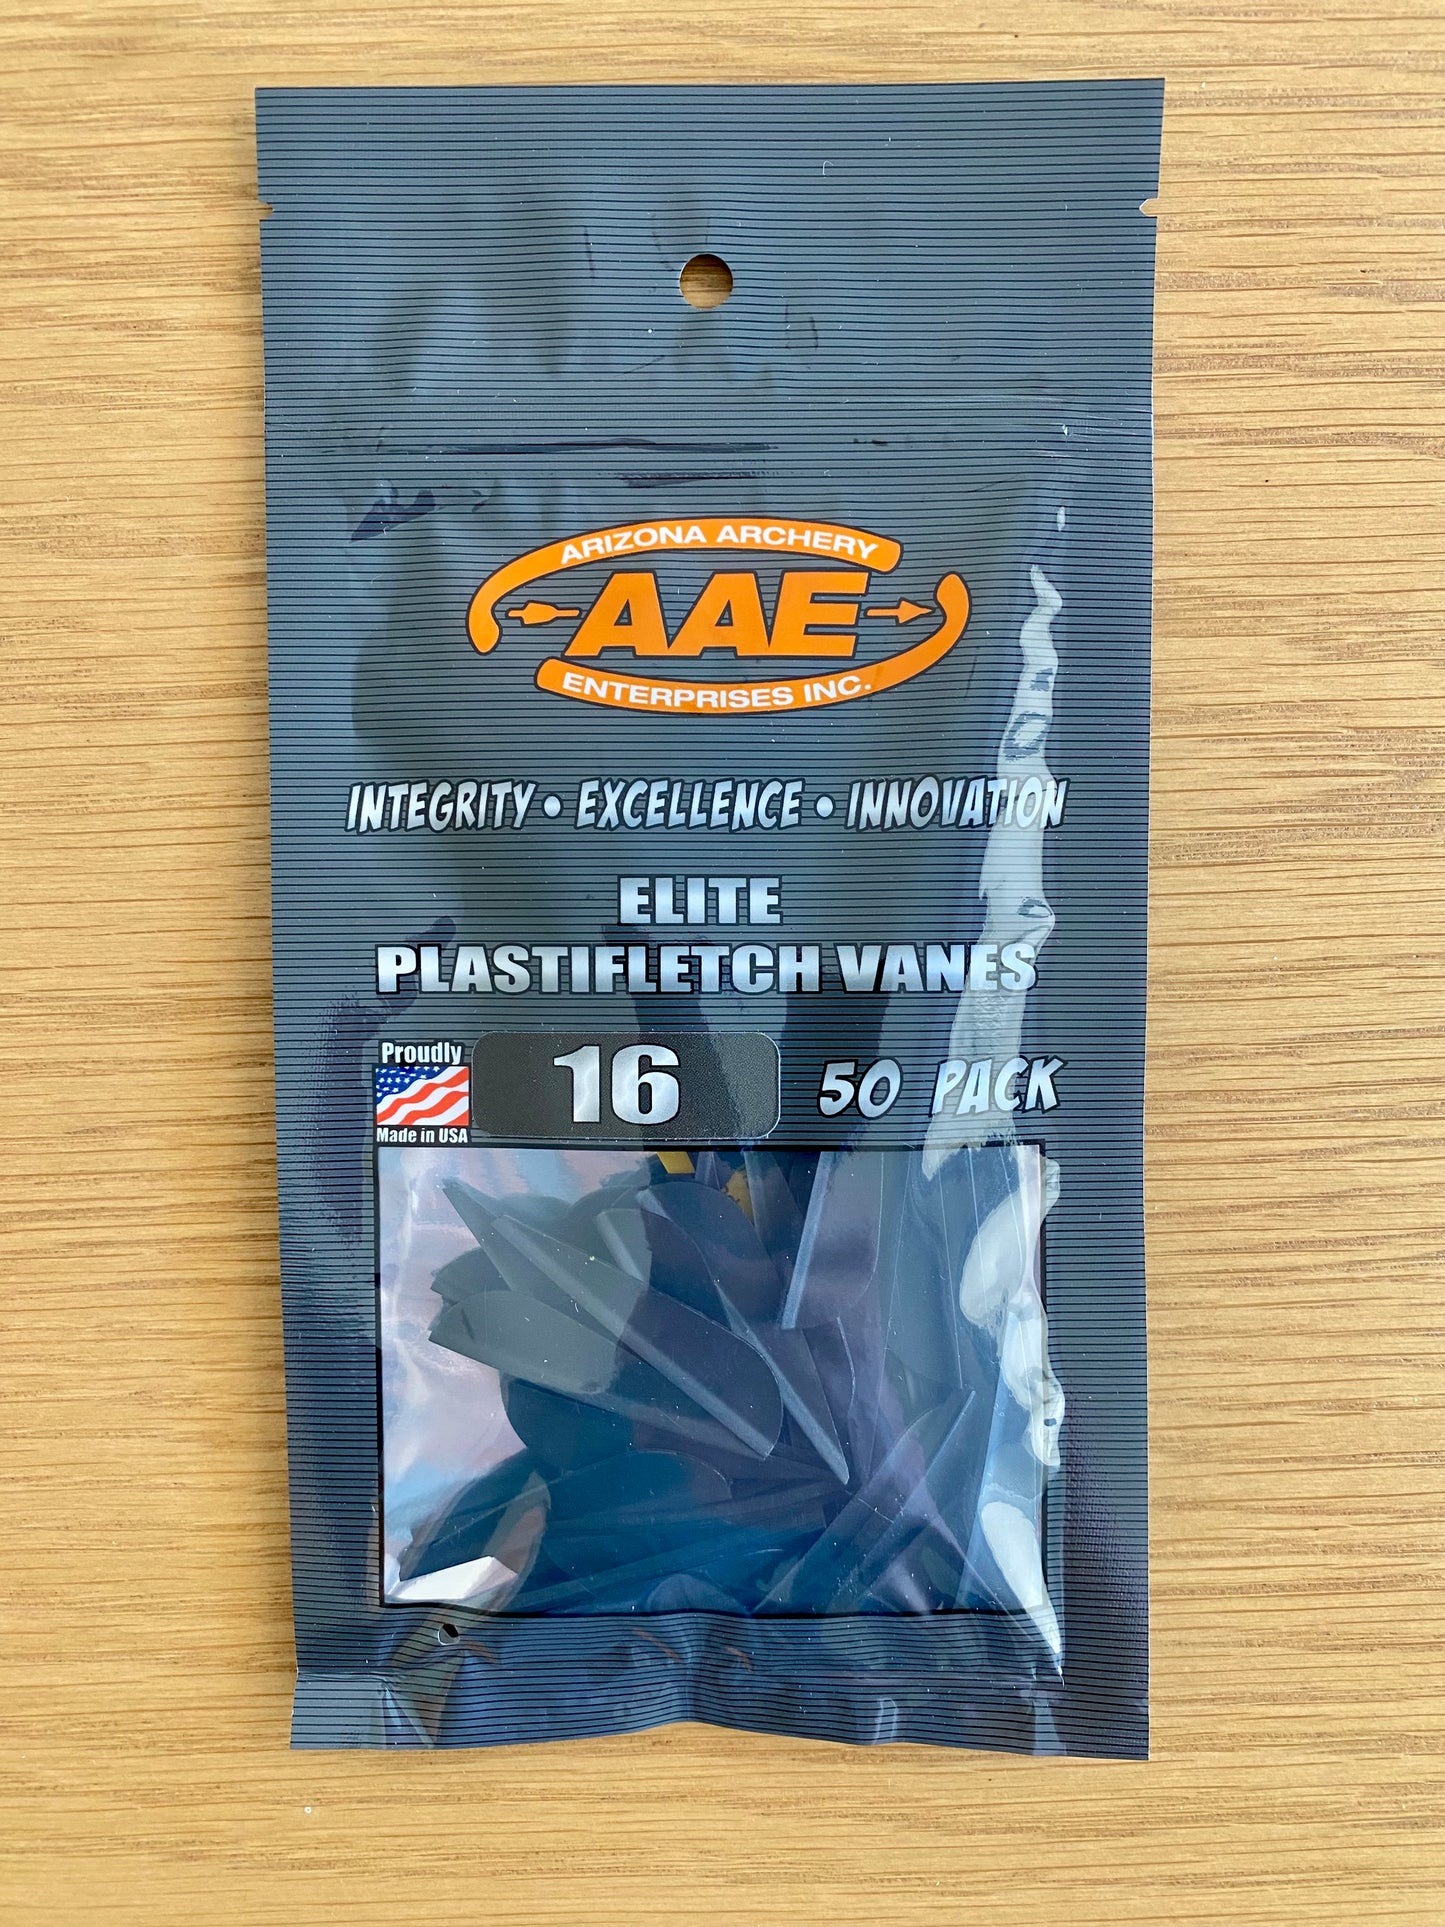 ARIZONA ARCHERY
AAE
ENTERPRISES INC.
INTEGRITY • EXCELLENCE • INNOVATION
ELITE
PLASTIFLETCH VANES
Proudly
Made in USA
16
50 PACK